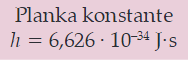 Planka konstante
h = 6,626 · 10⁻³⁴ J·s